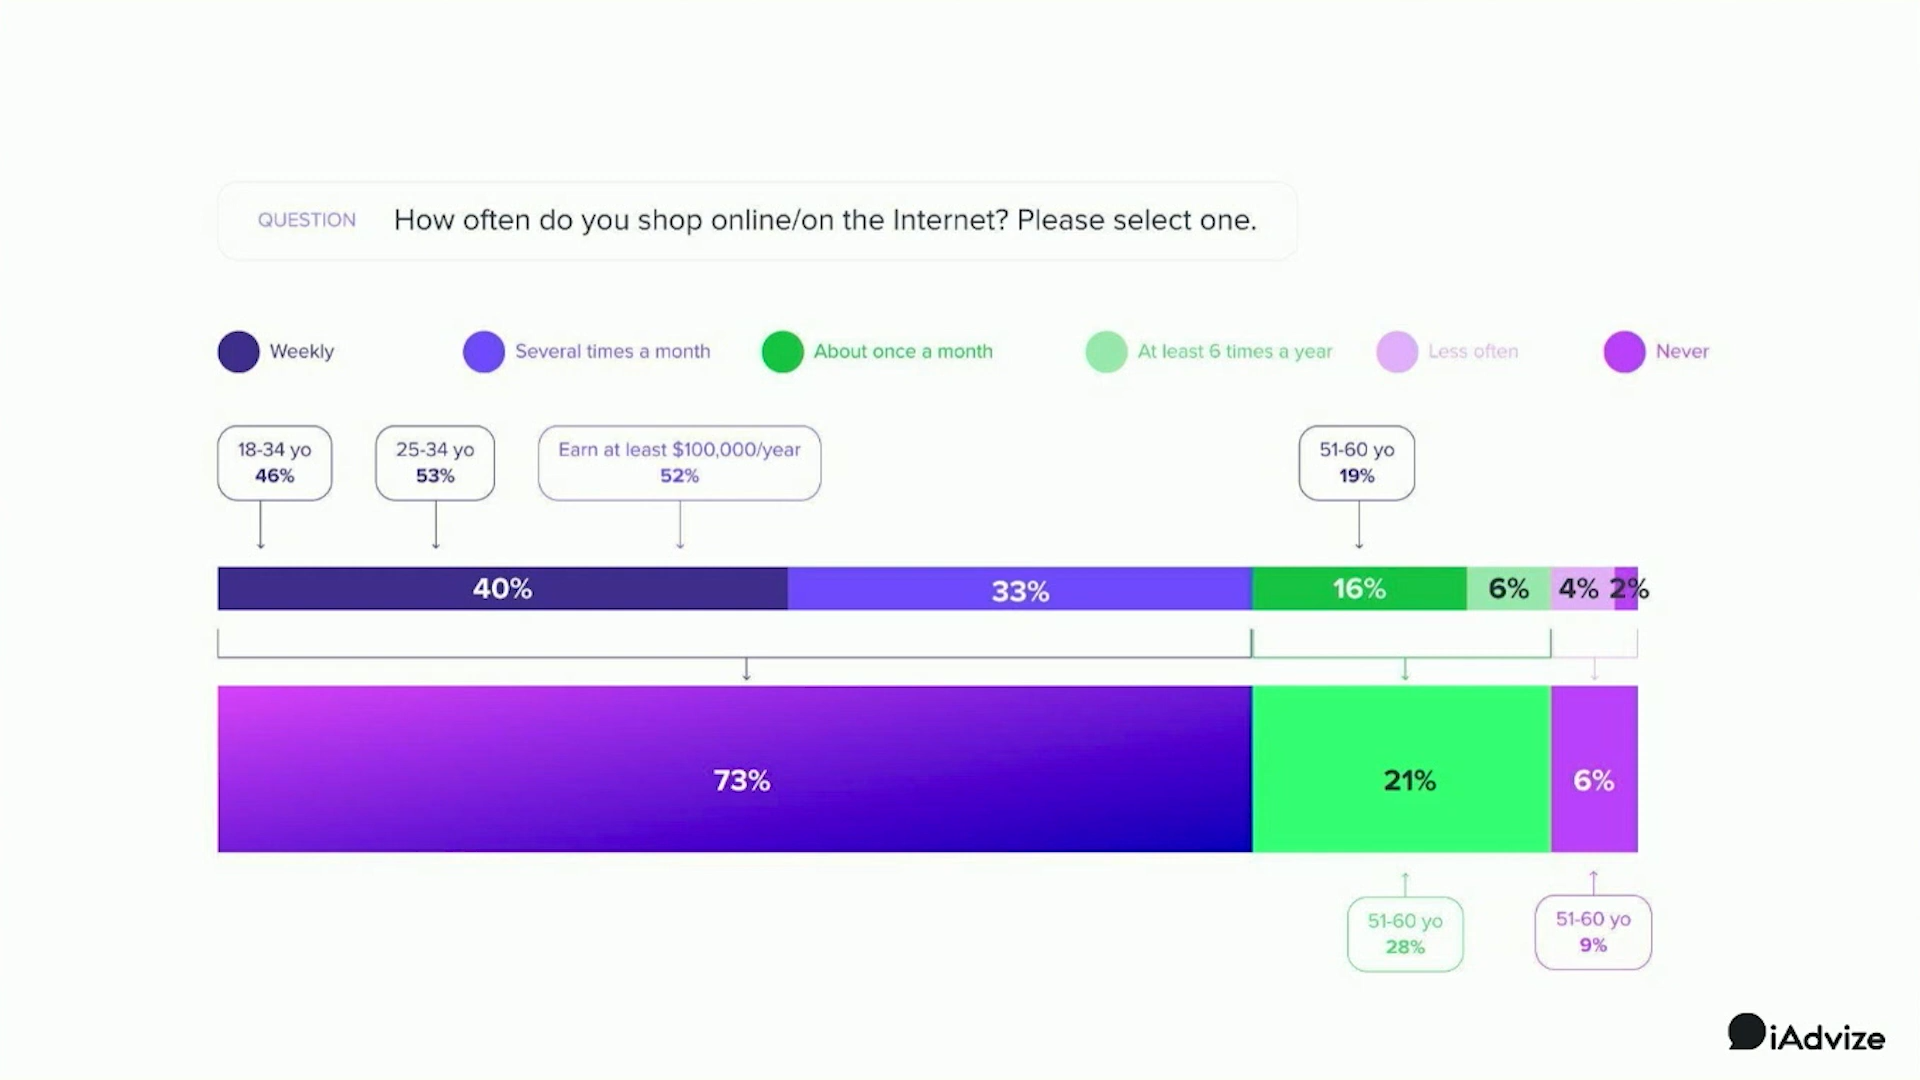 QUESTION How often do you shop online/on the Internet? Please select one.
Weekly Several times a month About once a month At least 6 times a year Less often Never
18-34 yo
46%
25-34 yo
53%
Earn at least $100,000/year
52%
51-60 yo
19%
40% 33% 16% 6% 4% 2%
73% 21% 6%
51-60 yo
28%
51-60 yo
9%
iAdvize